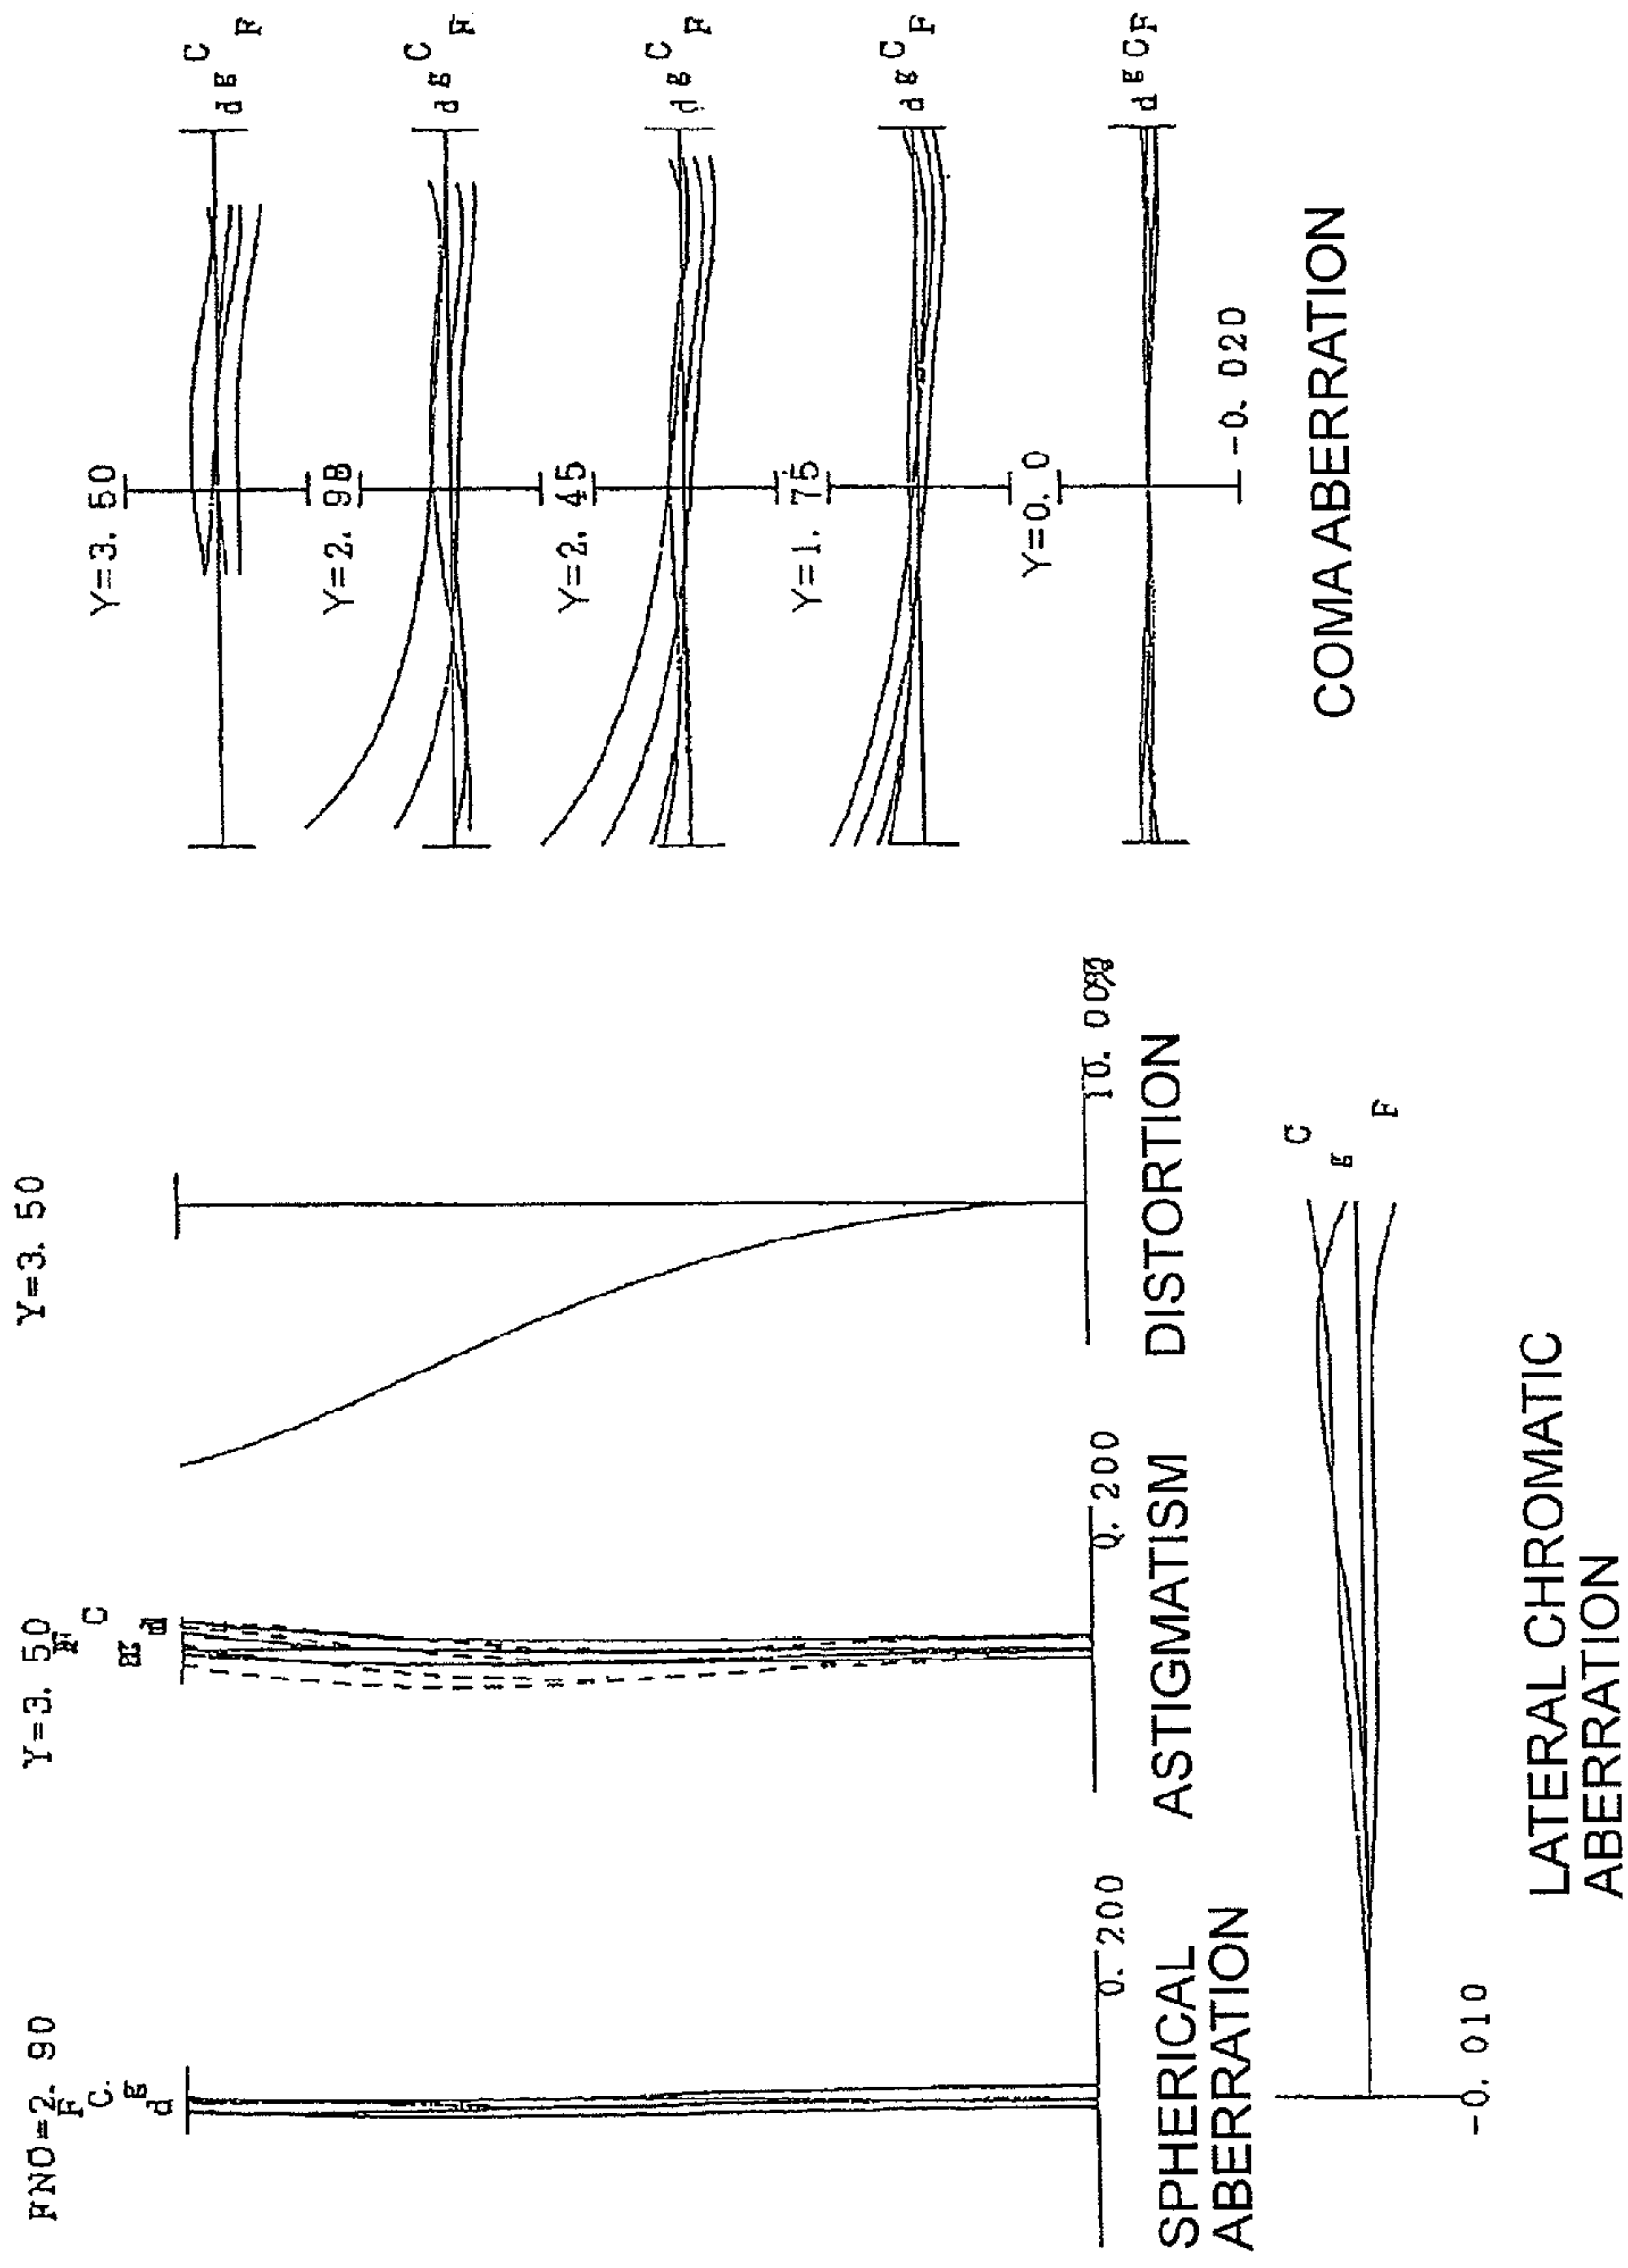 FNO=2. 90
F
C.
g
d
0. 200
SPHERICAL
ABERRATION
Y=3. 50
C
d
0. 200
ASTIGMATISM
Y=3. 50
10. 00%
DISTORTION
C
g
F
-0. 010
LATERAL CHROMATIC
ABERRATION
Y=3. 50
d g C F
Y=2. 98
d g C F
Y=2. 45
d g C F
Y=1. 75
d g C F
Y=0. 0
d g C F
-0. 020
COMA ABERRATION